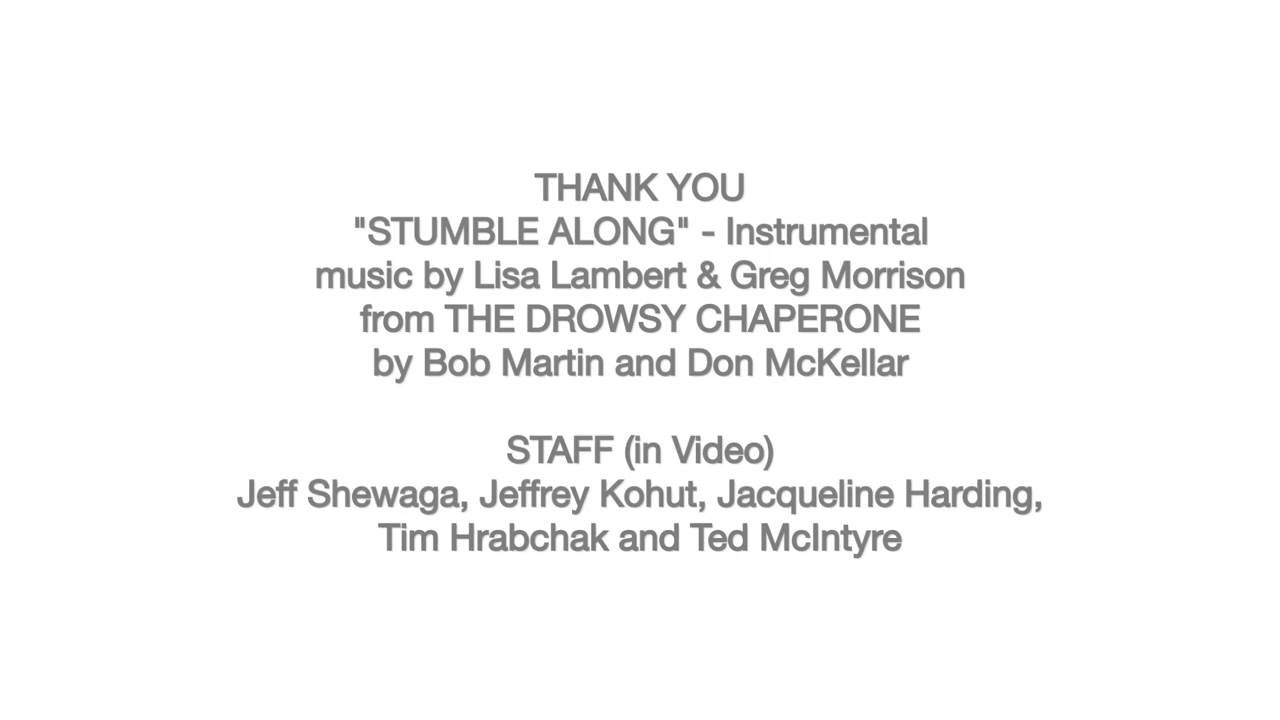 THANK YOU
"STUMBLE ALONG" - Instrumental
music by Lisa Lambert & Greg Morrison
from THE DROWSY CHAPERONE
by Bob Martin and Don McKellar
STAFF (in Video)
Jeff Shewaga, Jeffrey Kohut, Jacqueline Harding,
Tim Hrabchak and Ted McIntyre